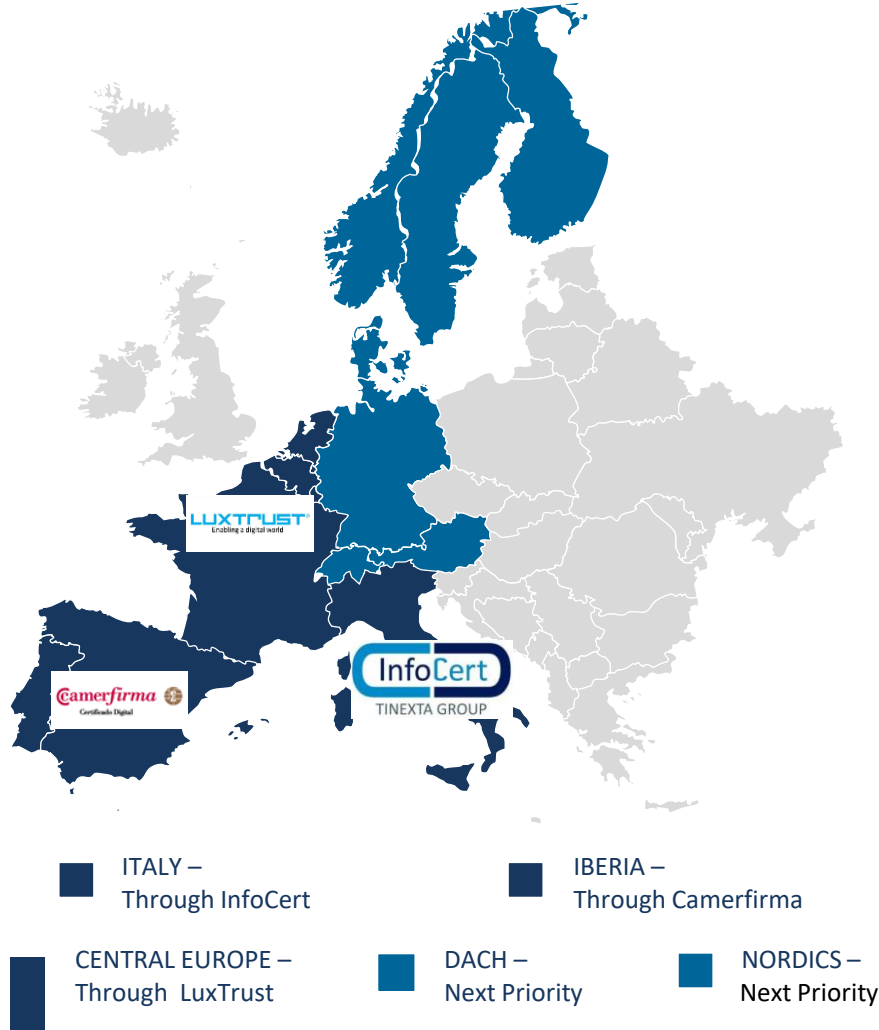 LUXTRUST®
Enabling a digital world
Camerfirma
Certificado Digital
InfoCert
TINEXTA GROUP
ITALY –
Through InfoCert
IBERIA –
Through Camerfirma
CENTRAL EUROPE –
Through LuxTrust
DACH –
Next Priority
NORDICS –
Next Priority